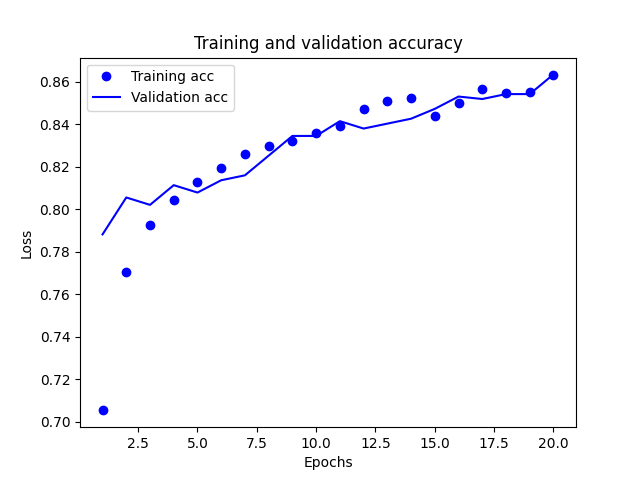 Training and validation accuracy
Training acc
Validation acc
0.86
0.84
0.82
0.80
0.78
0.76
0.74
0.72
0.70
Loss
2.5 5.0 7.5 10.0 12.5 15.0 17.5 20.0
Epochs